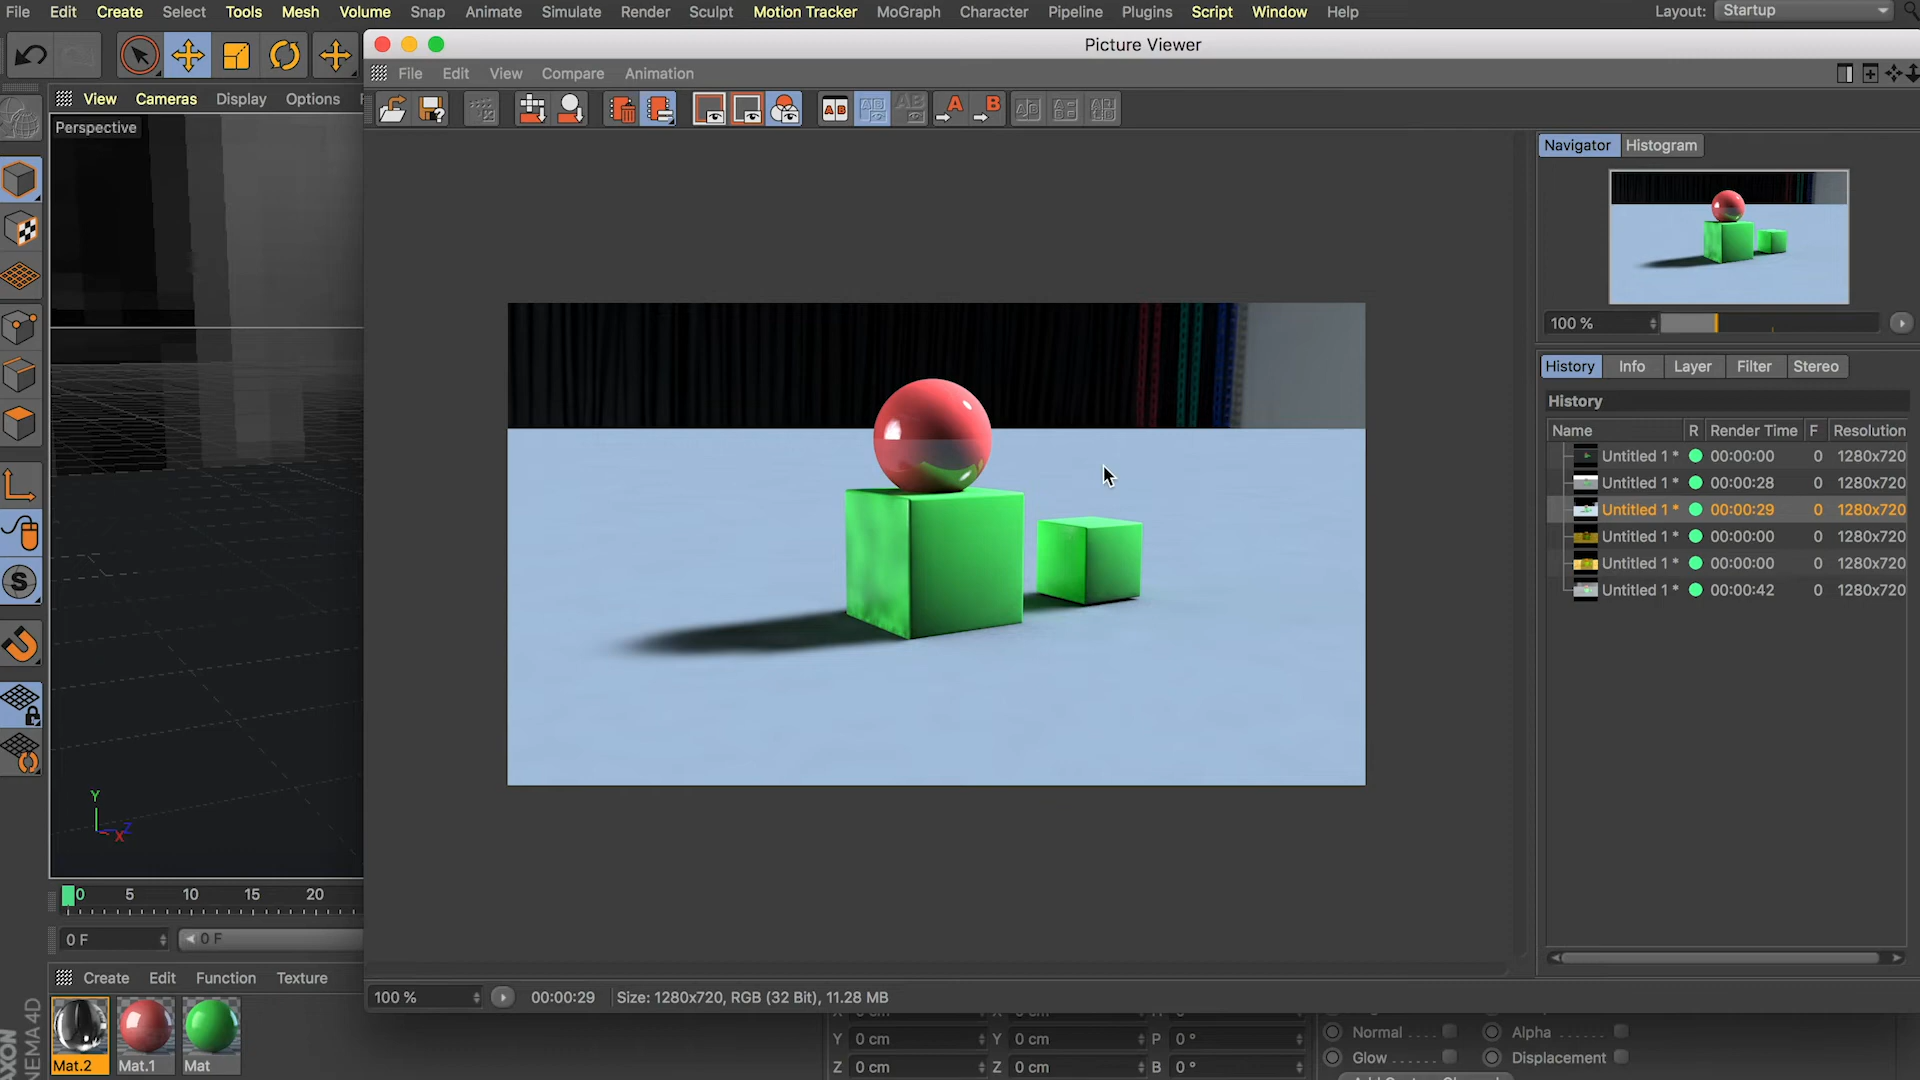 File Edit Create Select Tools Mesh Volume Snap Animate Simulate Render Sculpt Motion Tracker MoGraph Character Pipeline Plugins Script Window Help Layout: Startup
Picture Viewer
File Edit View Compare Animation
View Cameras Display Options
Perspective
Navigator Histogram
100 %
History Info Layer Filter Stereo
History
Name R Render Time F Resolution
Untitled 1 * 00:00:00 0 1280x720
Untitled 1 * 00:00:28 0 1280x720
Untitled 1 * 00:00:29 0 1280x720
Untitled 1 * 00:00:00 0 1280x720
Untitled 1 * 00:00:00 0 1280x720
Untitled 1 * 00:00:42 0 1280x720
Y
Z
X
0 5 10 15 20
0 F 0 F
Create Edit Function Texture
100 % 00:00:29 Size: 1280x720, RGB (32 Bit), 11.28 MB
Mat.2 Mat.1 Mat
Y 0 cm Y 0 cm P 0 °
Z 0 cm Z 0 cm B 0 °
Normal Alpha
Glow Displacement